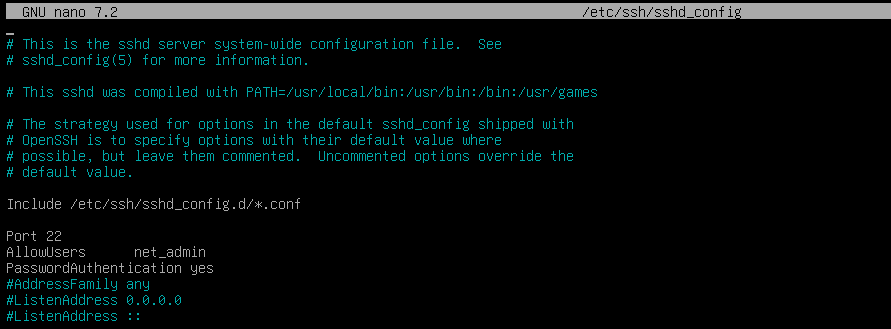 GNU nano 7.2 /etc/ssh/sshd_config
# This is the sshd server system-wide configuration file.  See
# sshd_config(5) for more information.
# This sshd was compiled with PATH=/usr/local/bin:/usr/bin:/bin:/usr/games
# The strategy used for options in the default sshd_config shipped with
# OpenSSH is to specify options with their default value where
# possible, but leave them commented.  Uncommented options override the
# default value.
Include /etc/ssh/sshd_config.d/*.conf
Port 22
AllowUsers      net_admin
PasswordAuthentication yes
#AddressFamily any
#ListenAddress 0.0.0.0
#ListenAddress ::